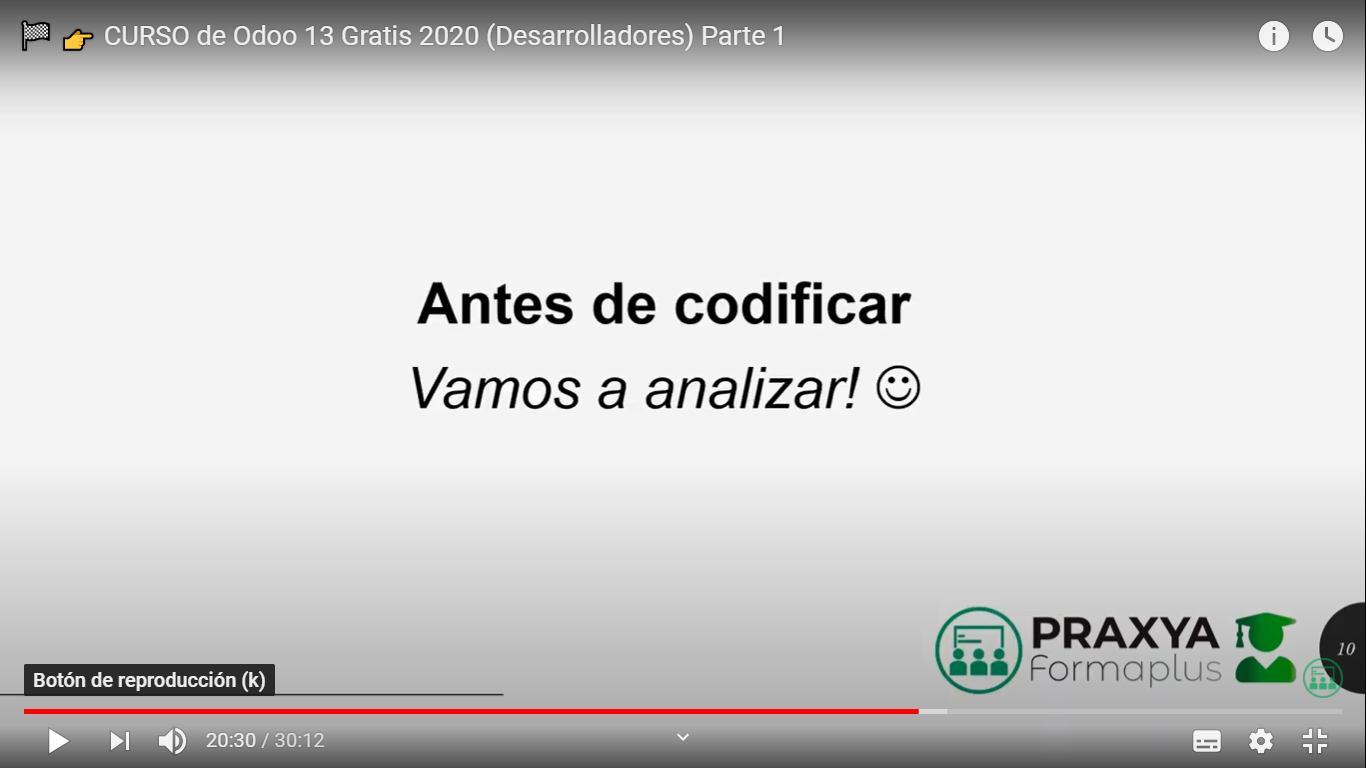 🏁 👉 CURSO de Odoo 13 Gratis 2020 (Desarrolladores) Parte 1
Antes de codificar
Vamos a analizar! ☺
PRAXYA
Formaplus
10
Botón de reproducción (k)
20:30 / 30:12